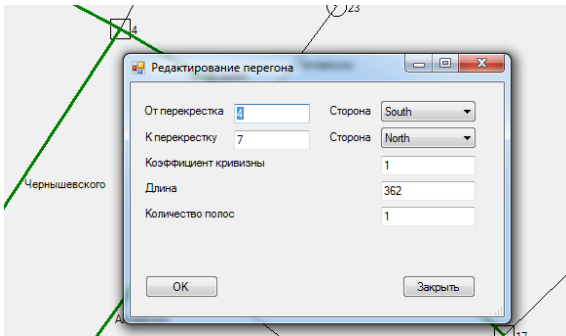 23
4
Редактирование перегона
От перекрестка 4 Сторона South
К перекрестку 7 Сторона North
Коэффициент кривизны 1
Чернышевского
Длина 362
Количество полос 1
OK Закрыть
17